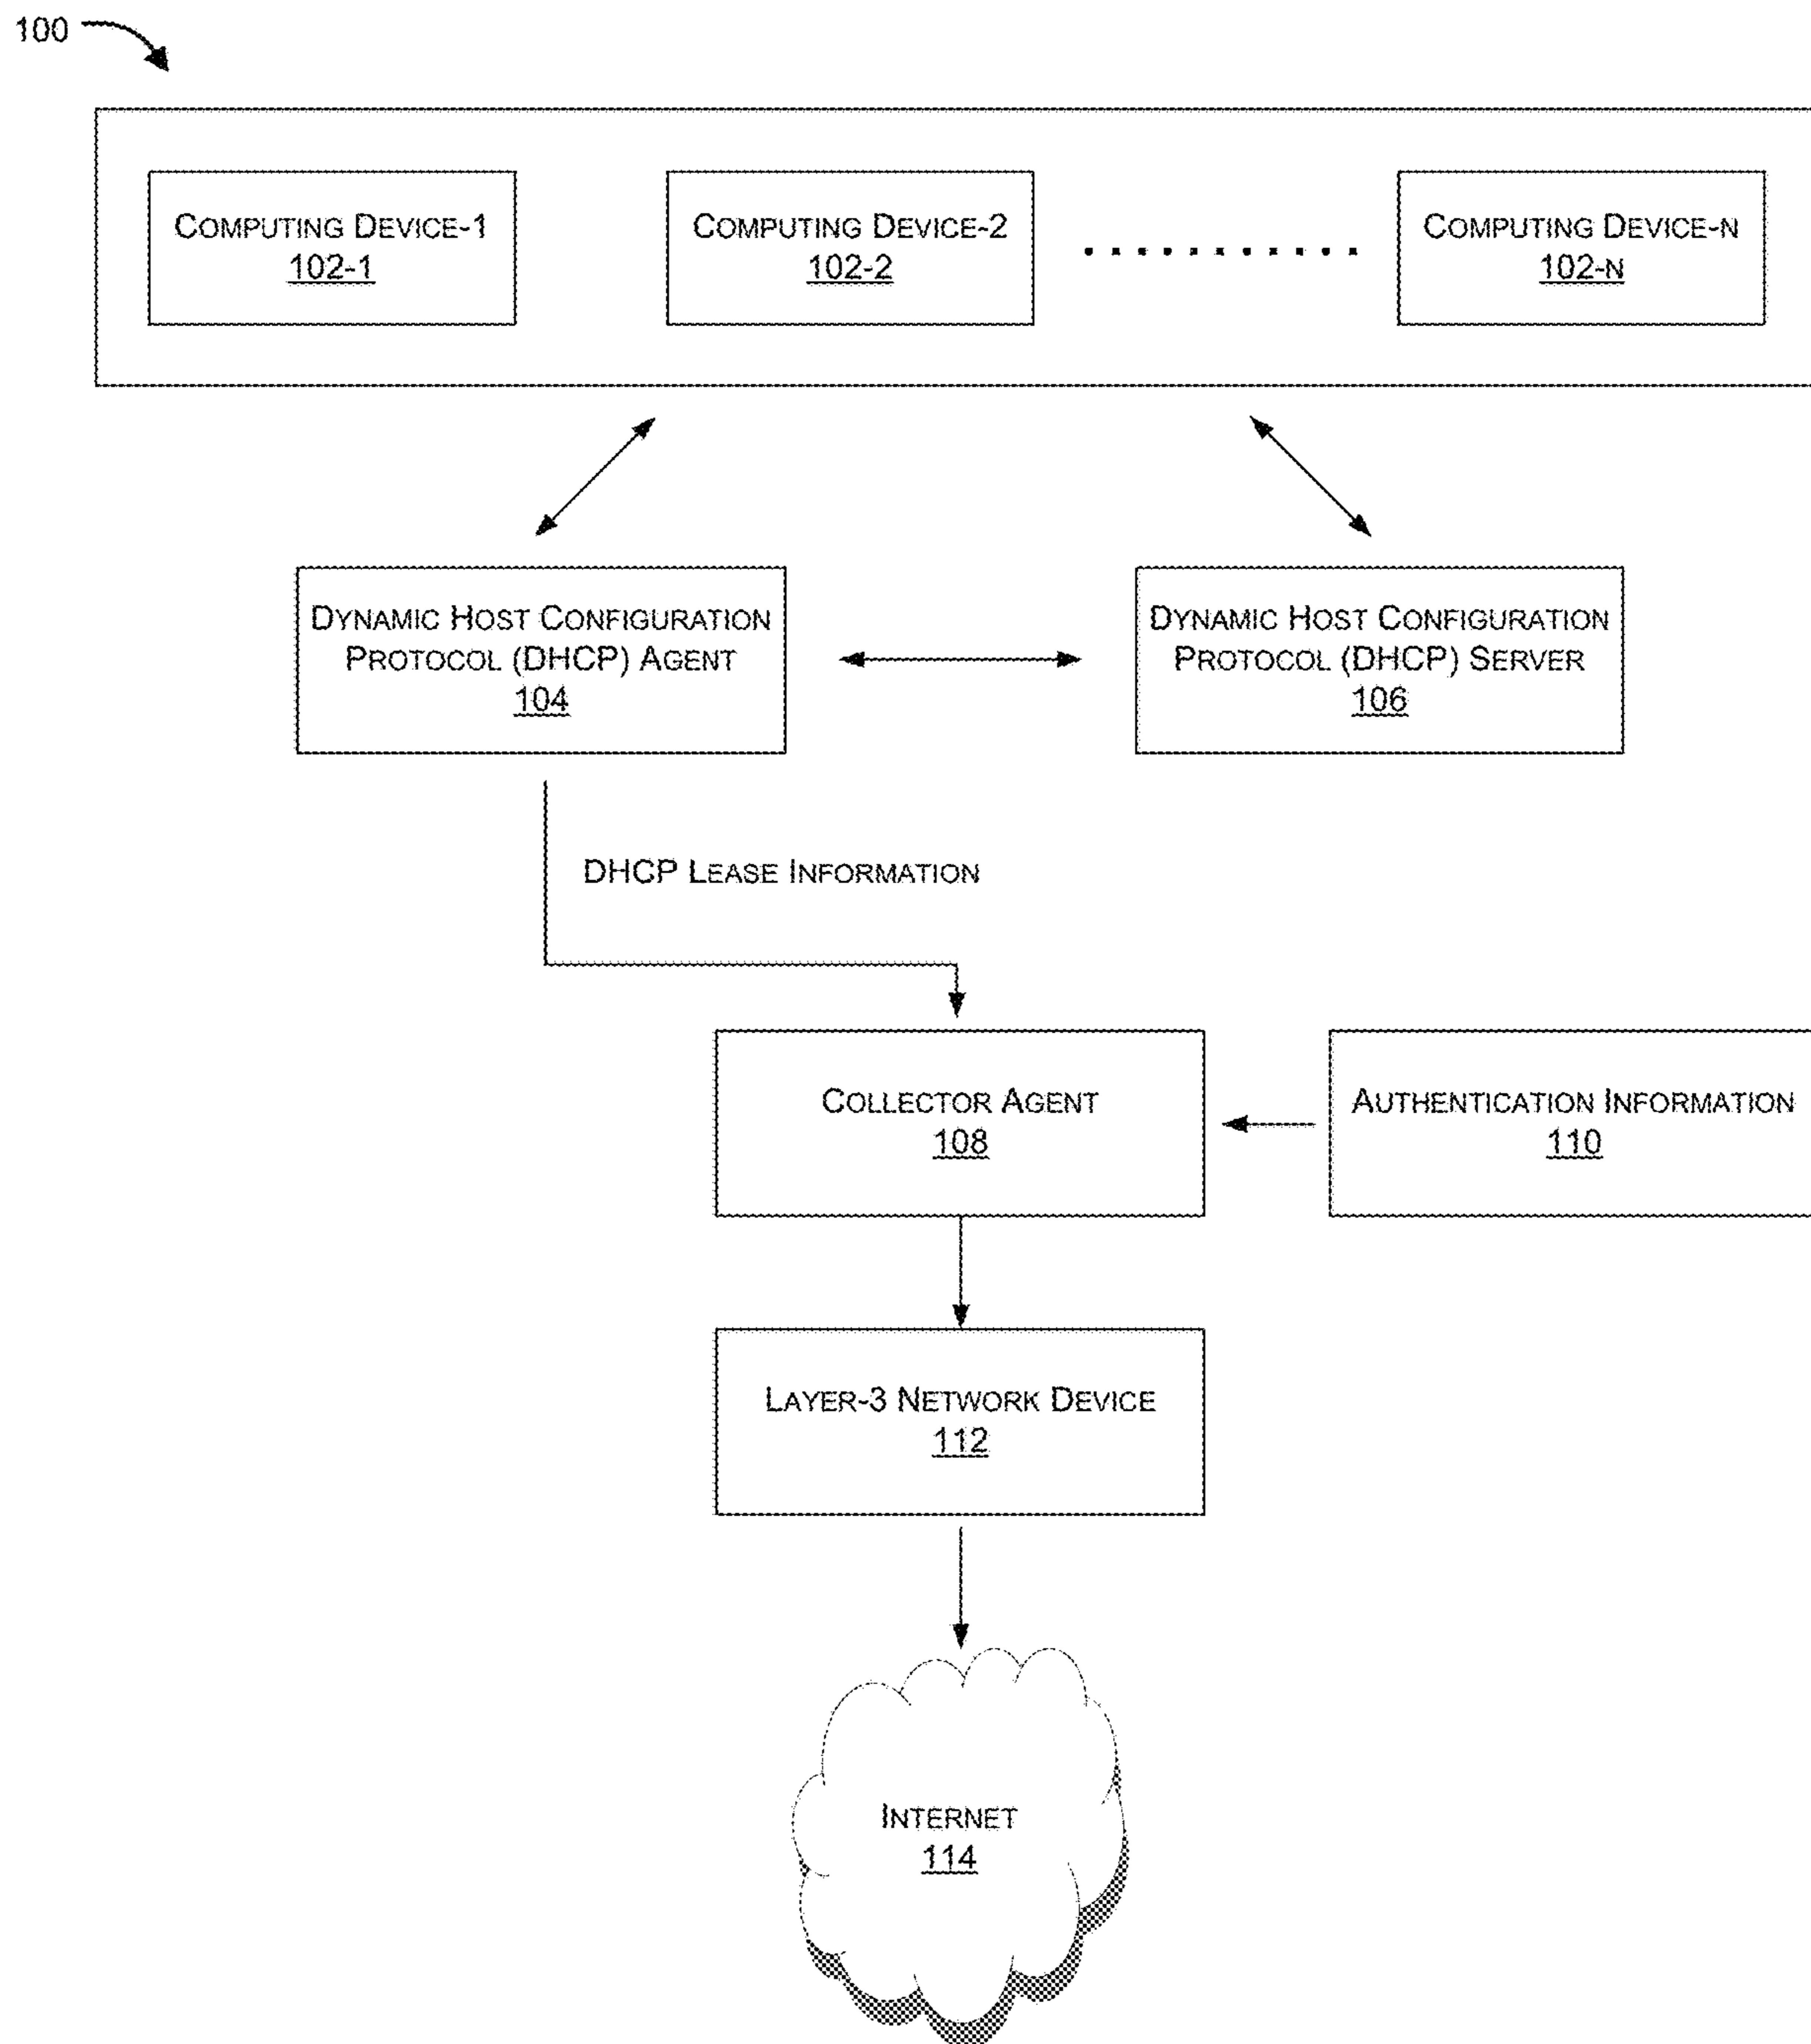 100
COMPUTING DEVICE-1
102-1
COMPUTING DEVICE-2
102-2
COMPUTING DEVICE-N
102-N
DYNAMIC HOST CONFIGURATION
PROTOCOL (DHCP) AGENT
104
DYNAMIC HOST CONFIGURATION
PROTOCOL (DHCP) SERVER
106
DHCP LEASE INFORMATION
COLLECTOR AGENT
108
AUTHENTICATION INFORMATION
110
LAYER-3 NETWORK DEVICE
112
INTERNET
114